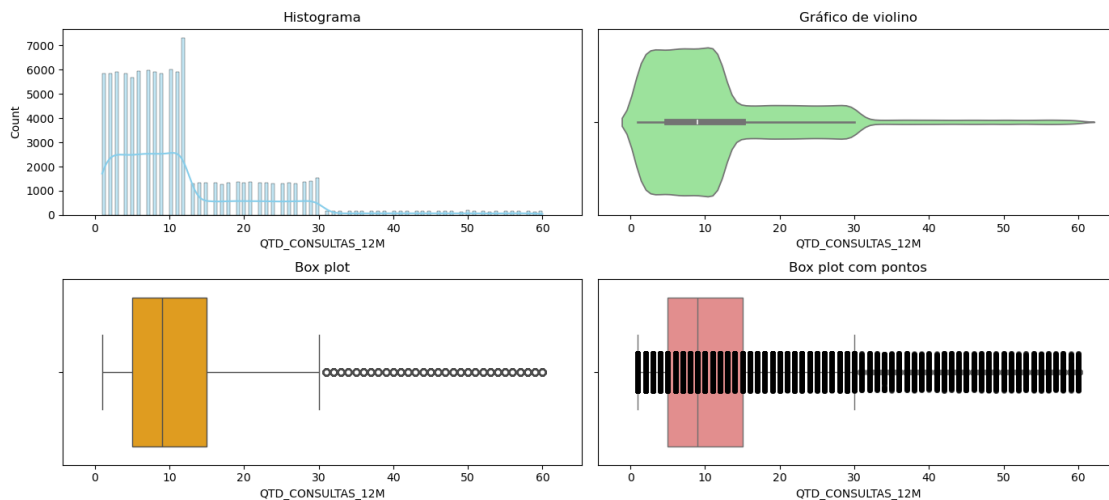 Histograma
7000
6000
5000
4000
3000
2000
1000
0
Count
0 10 20 30 40 50 60
QTD_CONSULTAS_12M
Gráfico de violino
0 10 20 30 40 50 60
QTD_CONSULTAS_12M
Box plot
0 10 20 30 40 50 60
QTD_CONSULTAS_12M
Box plot com pontos
0 10 20 30 40 50 60
QTD_CONSULTAS_12M